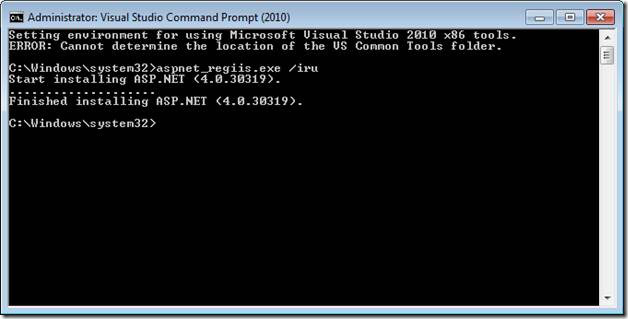 Administrator: Visual Studio Command Prompt (2010)
Setting environment for using Microsoft Visual Studio 2010 x86 tools.
ERROR: Cannot determine the location of the VS Common Tools folder.
C:\Windows\system32>aspnet_regiis.exe /iru
Start installing ASP.NET (4.0.30319).
....................
Finished installing ASP.NET (4.0.30319).
C:\Windows\system32>